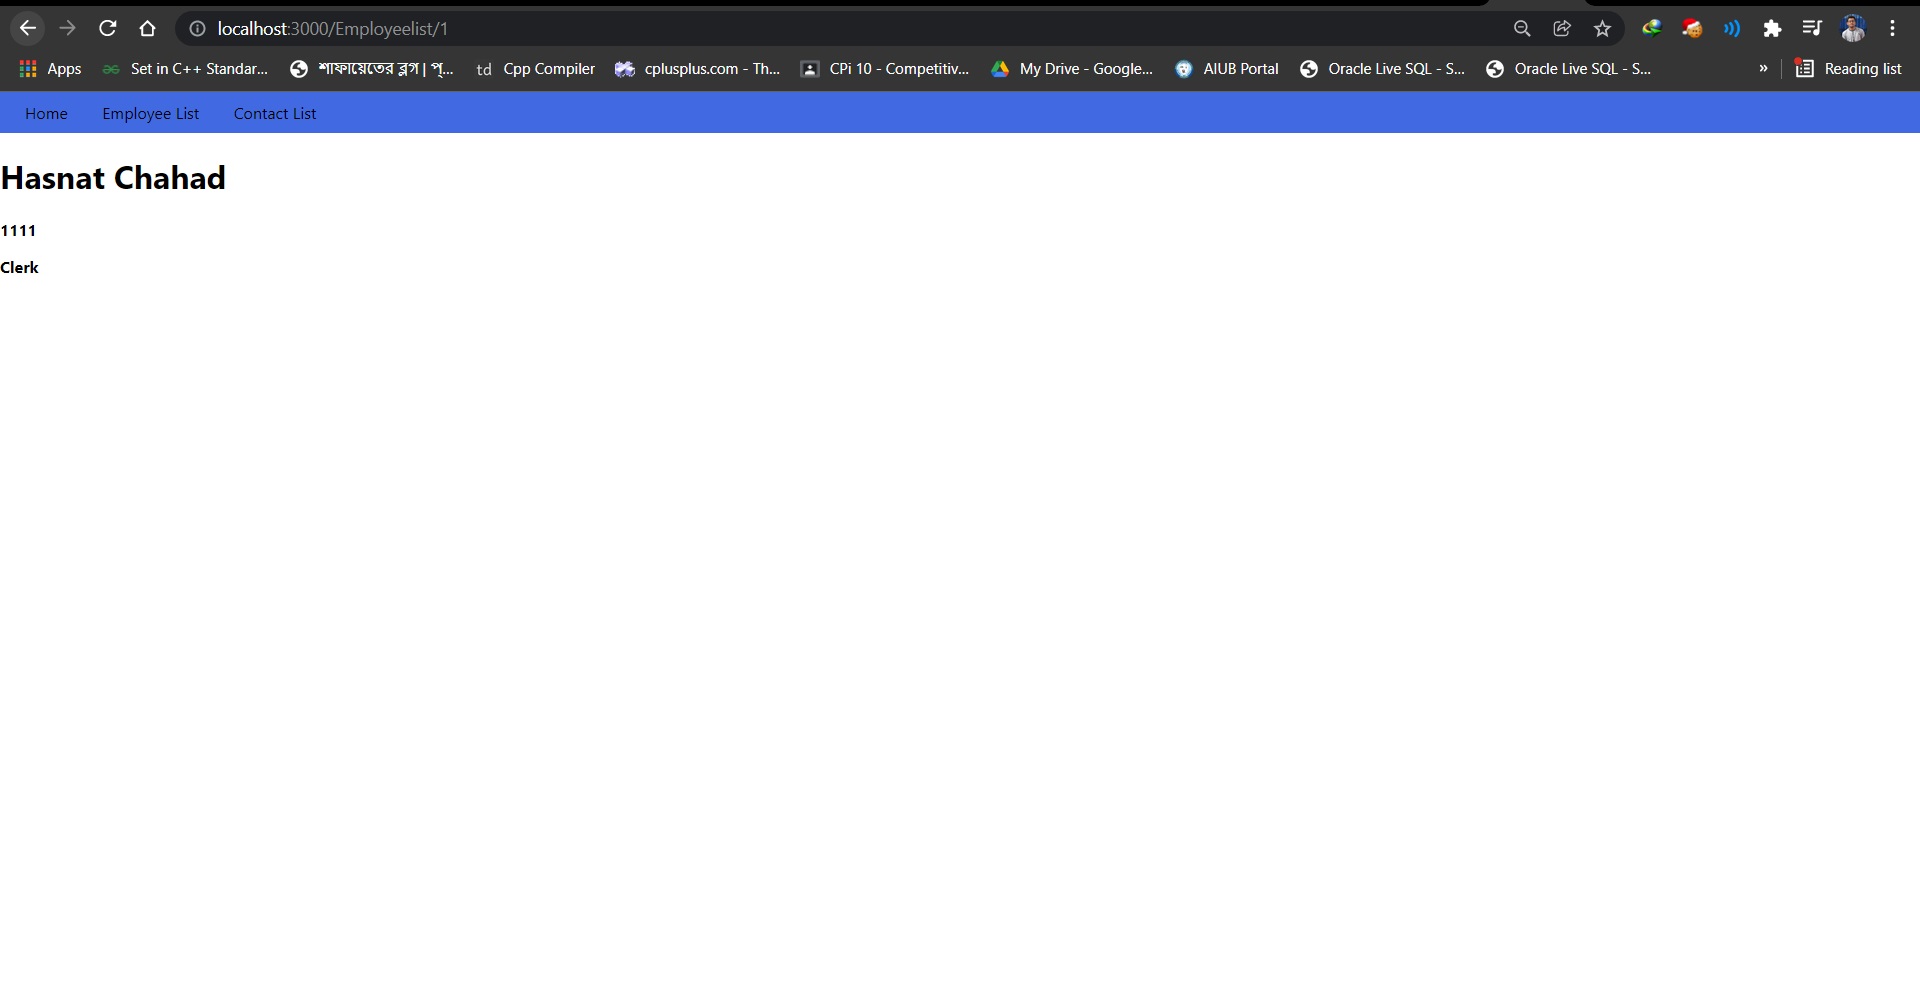 localhost:3000/Employeelist/1
Apps Set in C++ Standar... শাফায়েতের ব্লগ | প্... td Cpp Compiler cplusplus.com - Th... CPi 10 - Competitiv... My Drive - Google... AIUB Portal Oracle Live SQL - S... Oracle Live SQL - S... » Reading list
Home Employee List Contact List
Hasnat Chahad
1111
Clerk